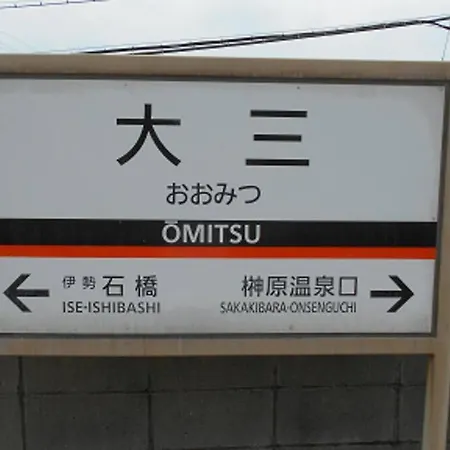 大三
おおみつ
ŌMITSU
← 伊勢石橋 榊原温泉口 →
ISE-ISHIBASHI SAKAKIBARA-ONSENGUCHI